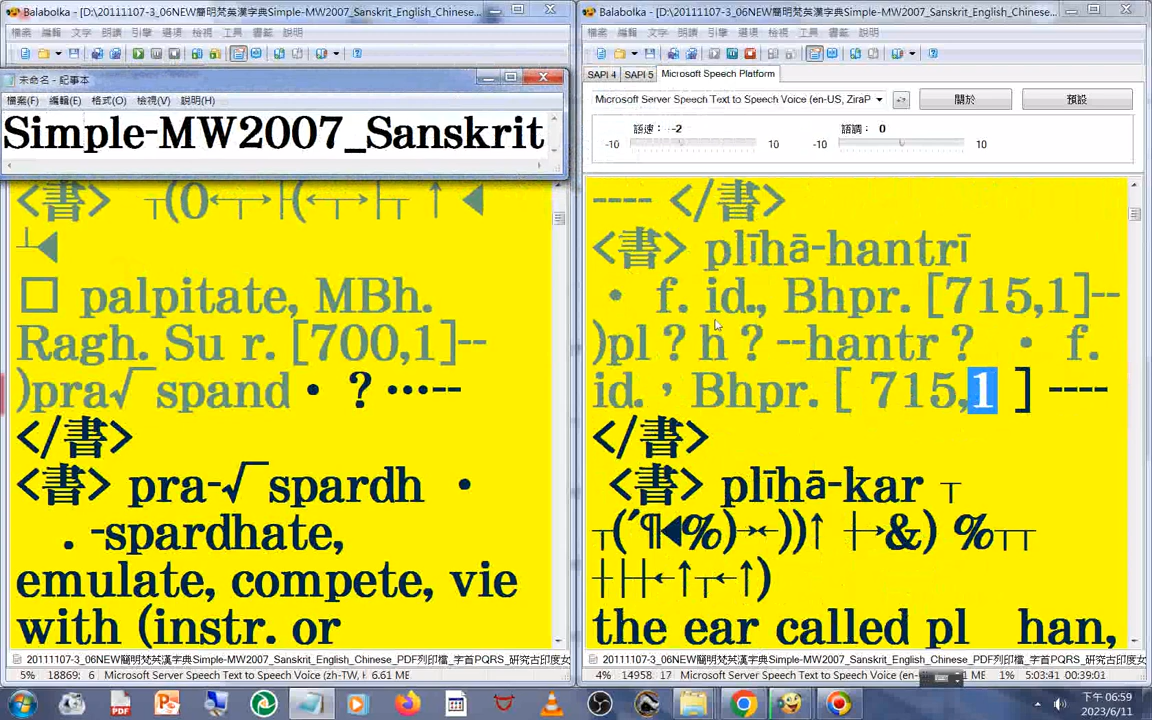 Balabolka - [D:\20111107-3_06NEW簡明梵英漢字典Simple-MW2007_Sanskrit_English_Chinese...
檔案 編輯 文字 朗讀 引擎 選項 檢視 工具 書籤 說明
未命名 - 記事本
檔案(F) 編輯(E) 格式(O) 檢視(V) 說明(H)
Simple-MW2007_Sanskrit
<書> ┬(0←┬→├(←┬→├┬ ↑ ◀
┴◀
□ palpitate, MBh.
Ragh. Su r. [700,1]--
)pra√ spand • ? …--
</書>
<書> pra-√ spardh •
. -spardhate,
emulate, compete, vie
with (instr. or
20111107-3_06NEW簡明梵英漢字典Simple-MW2007_Sanskrit_English_Chinese_PDF列印檔_字首PQRS_研究古印度女
5% 18869: 6 Microsoft Server Speech Text to Speech Voice (zh-TW, 6.61 ME
Balabolka - [D:\20111107-3_06NEW簡明梵英漢字典Simple-MW2007_Sanskrit_English_Chinese...
檔案 編輯 文字 朗讀 引擎 選項 檢視 工具 書籤 說明
SAPI 4 SAPI 5 Microsoft Speech Platform
Microsoft Server Speech Text to Speech Voice (en-US, ZiraP 關於 預設
語速： -2 語調： 0
-10 10 -10 10
---- </書>
<書> plīhā-hantrī
• f. id., Bhpr. [715,1]--
)pl ? h ? --hantr ? • f.
id. , Bhpr. [ 715,1 ] ----
</書>
<書> plīhā-kar ┬
┬(´¶◀%)→←))↑ ├→&) %┬┬
┼├├←↑┬←↑)
the ear called pl han,
20111107-3_06NEW簡明梵英漢字典Simple-MW2007_Sanskrit_English_Chinese_PDF列印檔_字首PQRS_研究古印度女
4% 14958 17 Microsoft Server Speech Text to Speech Voice 1% 5:03:41 00:39:01
下午 06:59
2023/6/11